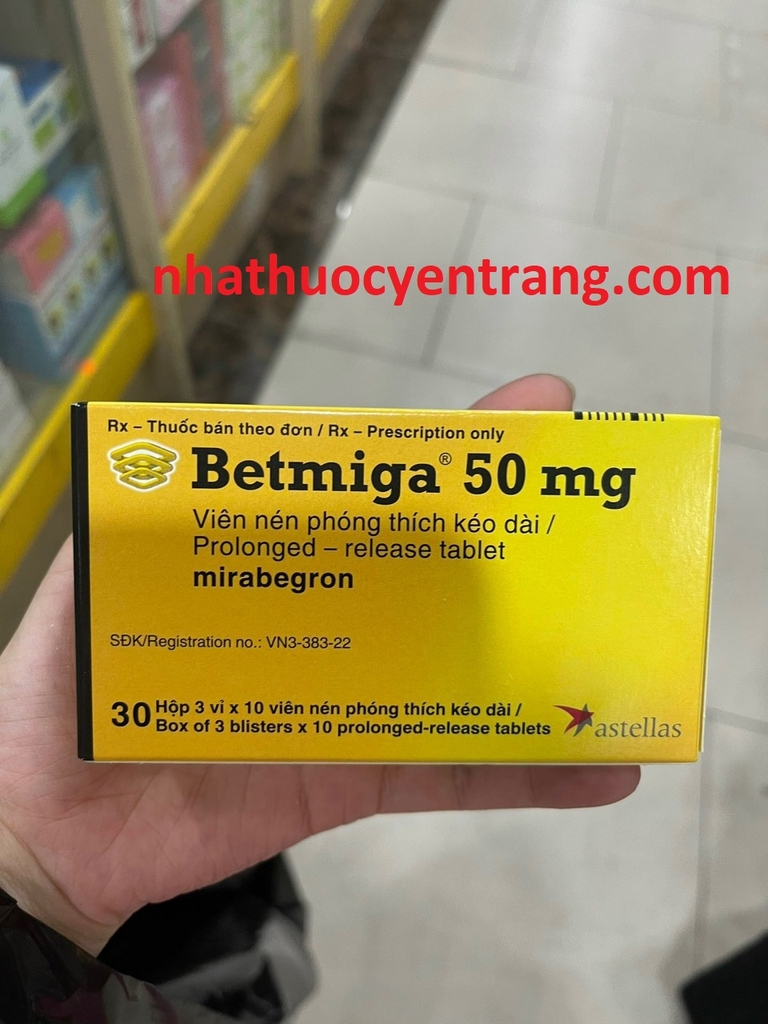 nhathuocyentrang.com
Rx – Thuốc bán theo đơn / Rx – Prescription only
Betmiga® 50 mg
Viên nén phóng thích kéo dài /
Prolonged – release tablet
mirabegron
SĐK/Registration no.: VN3-383-22
30 Hộp 3 vỉ x 10 viên nén phóng thích kéo dài /
Box of 3 blisters x 10 prolonged-release tablets
astellas